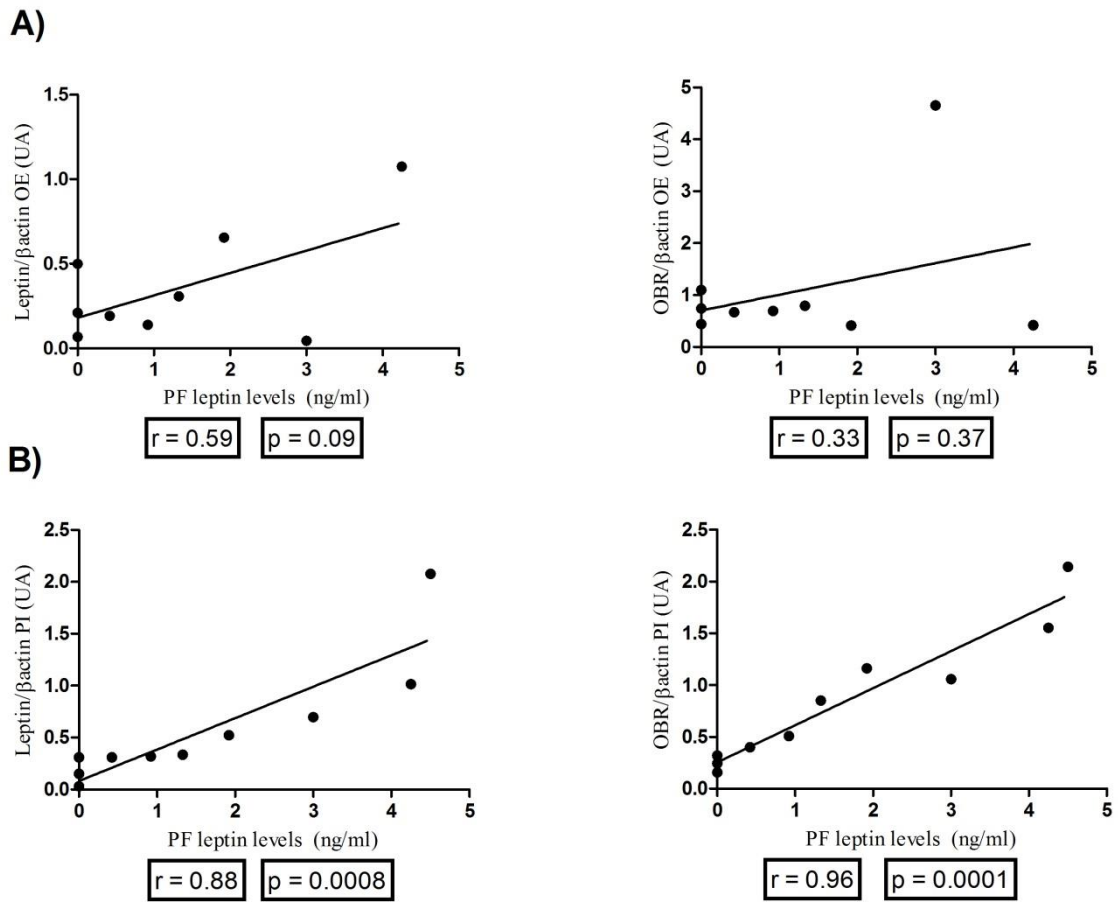 A)
Leptin/βactin OE (UA)
1.5
1.0
0.5
0.0
0 1 2 3 4 5
PF leptin levels (ng/ml)
r = 0.59 p = 0.09
OBR/βactin OE (UA)
5
4
3
2
1
0
0 1 2 3 4 5
PF leptin levels (ng/ml)
r = 0.33 p = 0.37
B)
Leptin/βactin PI (UA)
2.5
2.0
1.5
1.0
0.5
0.0
0 1 2 3 4 5
PF leptin levels (ng/ml)
r = 0.88 p = 0.0008
OBR/βactin PI (UA)
2.5
2.0
1.5
1.0
0.5
0.0
0 1 2 3 4 5
PF leptin levels (ng/ml)
r = 0.96 p = 0.0001